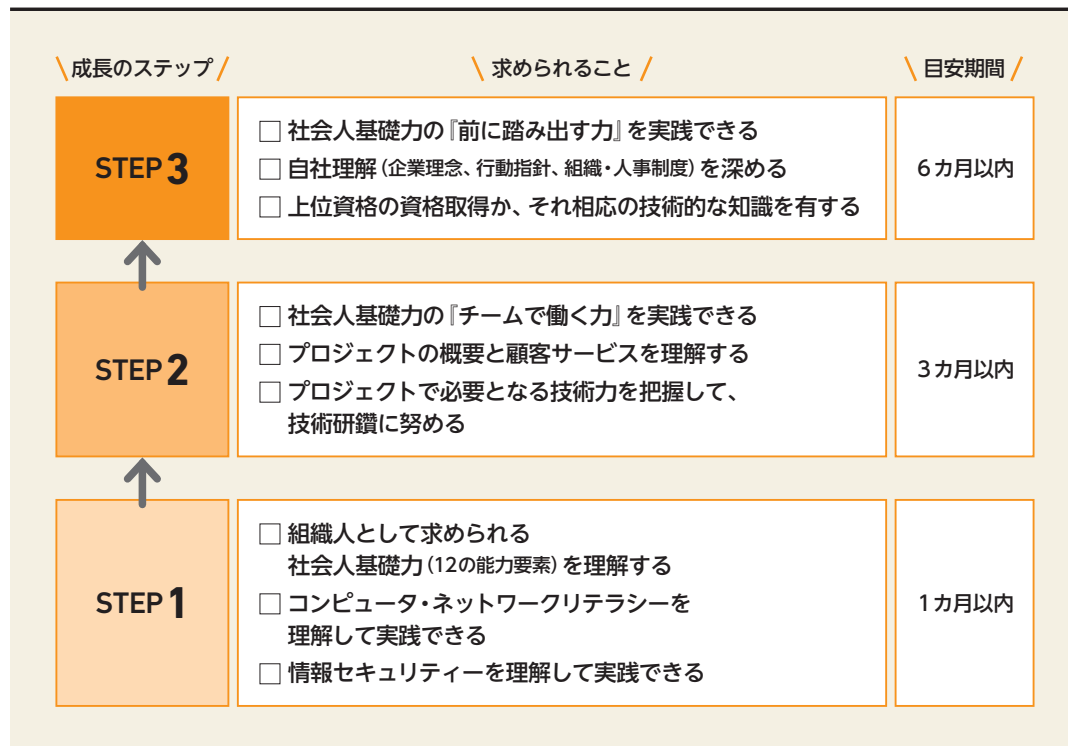 成長のステップ
求められること
目安期間
STEP 3
□ 社会人基礎力の『前に踏み出す力』を実践できる
□ 自社理解(企業理念、行動指針、組織・人事制度)を深める
□ 上位資格の資格取得か、それ相応の技術的な知識を有する
6カ月以内
STEP 2
□ 社会人基礎力の『チームで働く力』を実践できる
□ プロジェクトの概要と顧客サービスを理解する
□ プロジェクトで必要となる技術力を把握して、
技術研鑽に努める
3カ月以内
STEP 1
□ 組織人として求められる
社会人基礎力(12の能力要素)を理解する
□ コンピュータ・ネットワークリテラシーを
理解して実践できる
□ 情報セキュリティーを理解して実践できる
1カ月以内